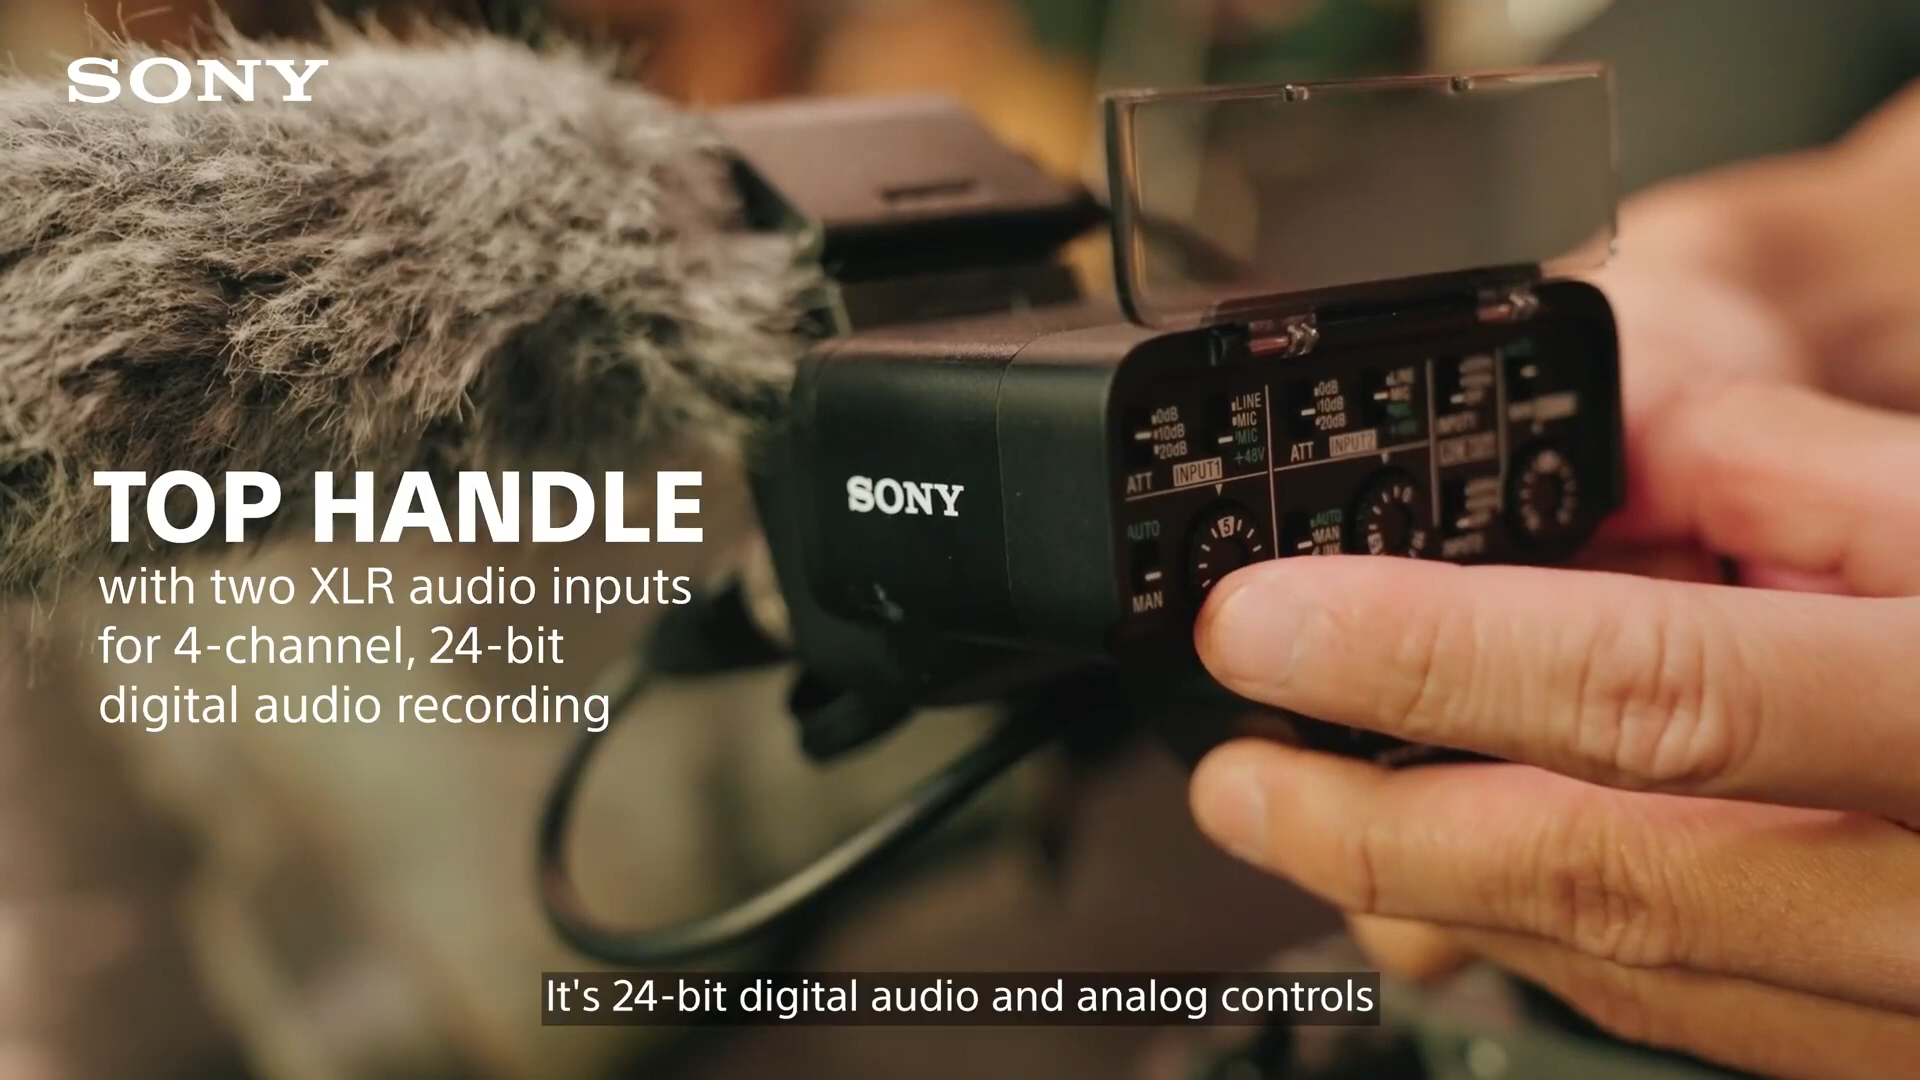 SONY
TOP HANDLE
with two XLR audio inputs
for 4-channel, 24-bit
digital audio recording
SONY
0dB
10dB
20dB
ATT
INPUT1
LINE
MIC
MIC
+48V
0dB
10dB
20dB
ATT
INPUT2
LINE
MIC
AUTO
MAN
5
AUTO
MAN
It's 24-bit digital audio and analog controls